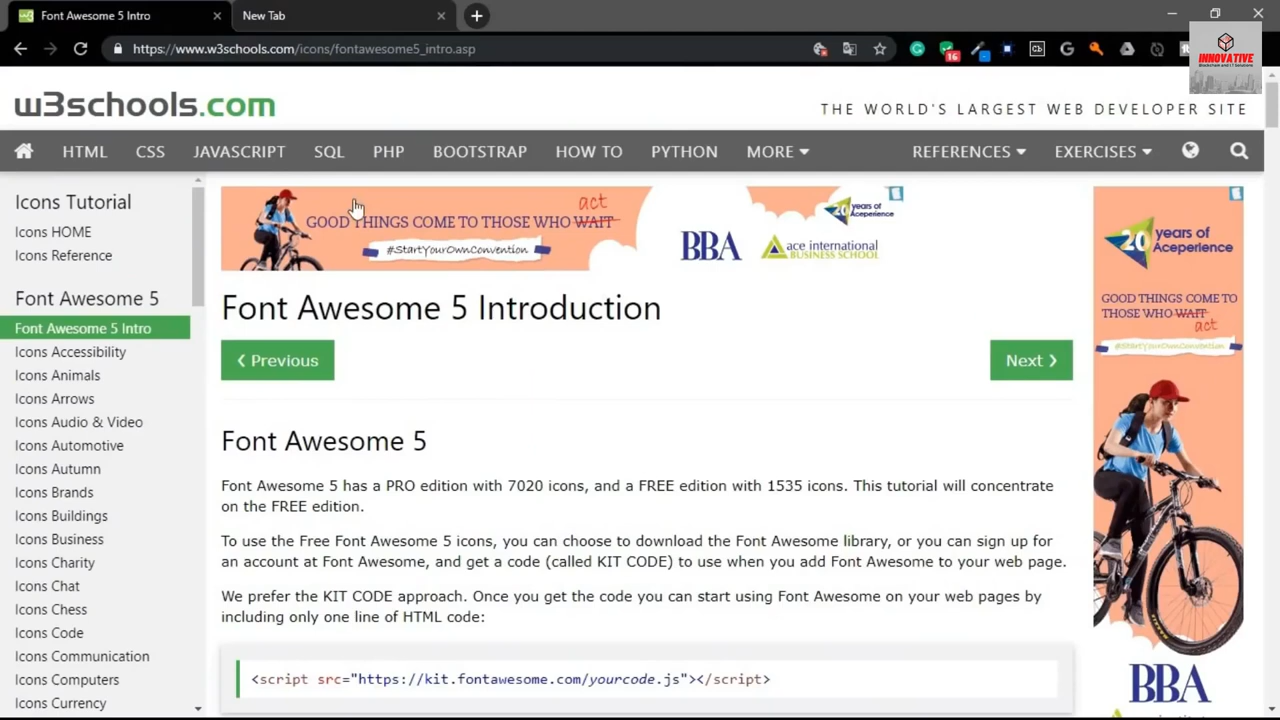 Font Awesome 5 Intro
New Tab
https://www.w3schools.com/icons/fontawesome5_intro.asp
16
Cb
G
INNOVATIVE
Blockchain and I.T Solutions
w3schools.com
THE WORLD'S LARGEST WEB DEVELOPER SITE
HTML CSS JAVASCRIPT SQL PHP BOOTSTRAP HOW TO PYTHON MORE REFERENCES EXERCISES
Icons Tutorial
Icons HOME
Icons Reference
Font Awesome 5
Font Awesome 5 Intro
Icons Accessibility
Icons Animals
Icons Arrows
Icons Audio & Video
Icons Automotive
Icons Autumn
Icons Brands
Icons Buildings
Icons Business
Icons Charity
Icons Chat
Icons Chess
Icons Code
Icons Communication
Icons Computers
Icons Currency
act
GOOD THINGS COME TO THOSE WHO WAIT
#StartYourOwnConvention
BBA
20 years of
Aceperience
ace international
BUSINESS SCHOOL
Font Awesome 5 Introduction
❮ Previous
Next ❯
Font Awesome 5
Font Awesome 5 has a PRO edition with 7020 icons, and a FREE edition with 1535 icons. This tutorial will concentrate
on the FREE edition.
To use the Free Font Awesome 5 icons, you can choose to download the Font Awesome library, or you can sign up for
an account at Font Awesome, and get a code (called KIT CODE) to use when you add Font Awesome to your web page.
We prefer the KIT CODE approach. Once you get the code you can start using Font Awesome on your web pages by
including only one line of HTML code:
<script src="https://kit.fontawesome.com/yourcode.js"></script>
20 years of
Aceperience
GOOD THINGS COME TO
THOSE WHO WAIT
act
#StartYourOwnConvention
BBA